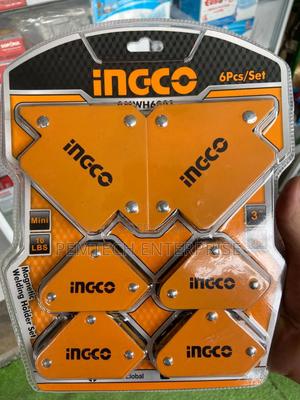 INGCO
6Pcs/Set
INGCO
INGCO
Mini
10
LBS
3
PEMTECH ENTERPRISE
Magnetic
Welding Holder Set
INGCO
INGCO
INGCO
INGCO
Global